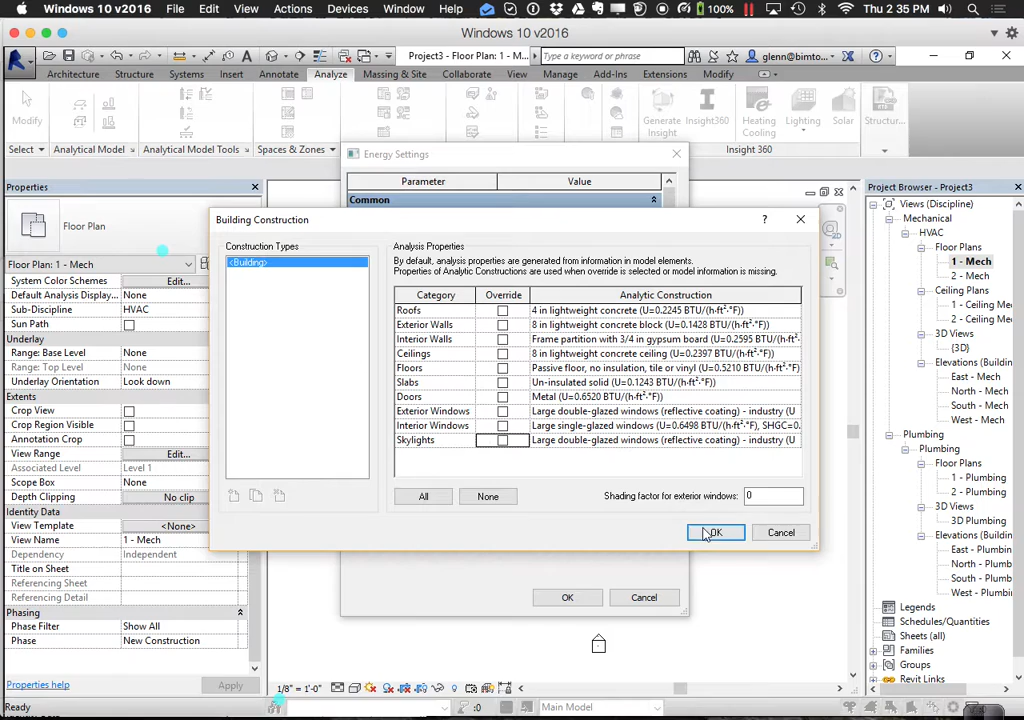 Windows 10 v2016 File Edit View Actions Devices Window Help 100% Thu 2 35 PM
Windows 10 v2016
Project3 - Floor Plan: 1 - M... Type a keyword or phrase glenn@bimto...
Architecture Structure Systems Insert Annotate Analyze Massing & Site Collaborate View Manage Add-Ins Extensions Modify
Modify Generate Insight Insight360 Heating Cooling Lighting Solar Structur...
Select Analytical Model Analytical Model Tools Spaces & Zones Insight 360
Energy Settings
Parameter Value
Common
Properties
Floor Plan
Floor Plan: 1 - Mech
System Color Schemes Edit...
Default Analysis Display... None
Sub-Discipline HVAC
Sun Path
Underlay
Range: Base Level None
Range: Top Level None
Underlay Orientation Look down
Extents
Crop View
Crop Region Visible
Annotation Crop
View Range Edit...
Associated Level Level 1
Scope Box None
Depth Clipping No clip
Identity Data
View Template <None>
View Name 1 - Mech
Dependency Independent
Title on Sheet
Referencing Sheet
Referencing Detail
Phasing
Phase Filter Show All
Phase New Construction
Properties help Apply
Building Construction
Construction Types
<Building>
Analysis Properties
By default, analysis properties are generated from information in model elements.
Properties of Analytic Constructions are used when override is selected or model information is missing.
Category Override Analytic Construction
Roofs 4 in lightweight concrete (U=0.2245 BTU/(h·ft²·°F))
Exterior Walls 8 in lightweight concrete block (U=0.1428 BTU/(h·ft²·°F))
Interior Walls Frame partition with 3/4 in gypsum board (U=0.2595 BTU/(h·ft²·°F))
Ceilings 8 in lightweight concrete ceiling (U=0.2397 BTU/(h·ft²·°F))
Floors Passive floor, no insulation, tile or vinyl (U=0.5210 BTU/(h·ft²·°F))
Slabs Un-insulated solid (U=0.1243 BTU/(h·ft²·°F))
Doors Metal (U=0.6520 BTU/(h·ft²·°F))
Exterior Windows Large double-glazed windows (reflective coating) - industry (U
Interior Windows Large single-glazed windows (U=0.6498 BTU/(h·ft²·°F), SHGC=0.
Skylights Large double-glazed windows (reflective coating) - industry (U
All None Shading factor for exterior windows: 0
OK Cancel
OK Cancel
Project Browser - Project3
Views (Discipline)
Mechanical
HVAC
Floor Plans
1 - Mech
2 - Mech
Ceiling Plans
1 - Ceiling Me
2 - Ceiling Me
3D Views
{3D}
Elevations (Buildin
East - Mech
North - Mech
South - Mech
West - Mech
Plumbing
Plumbing
Floor Plans
1 - Plumbing
2 - Plumbing
3D Views
3D Plumbing
Elevations (Buildin
East - Plumbin
North - Plumb
South - Plumb
West - Plumbi
Legends
Schedules/Quantities
Sheets (all)
Families
Groups
Revit Links
1/8" = 1'-0"
Ready :0 Main Model